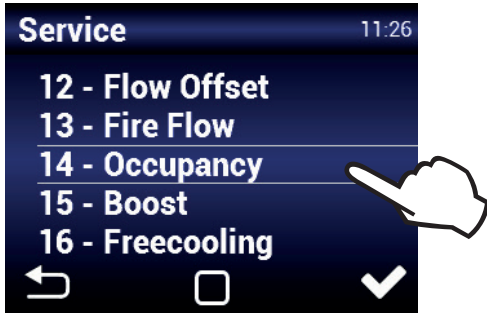 Service 11:26
12 - Flow Offset
13 - Fire Flow
14 - Occupancy
15 - Boost
16 - Freecooling